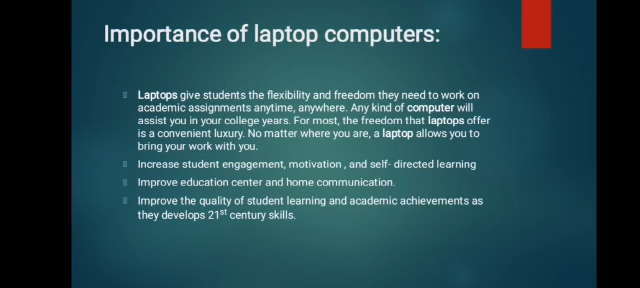 Importance of laptop computers:
Laptops give students the flexibility and freedom they need to work on
academic assignments anytime, anywhere. Any kind of computer will
assist you in your college years. For most, the freedom that laptops offer
is a convenient luxury. No matter where you are, a laptop allows you to
bring your work with you.
Increase student engagement, motivation , and self- directed learning
Improve education center and home communication.
Improve the quality of student learning and academic achievements as
they develops 21st century skills.